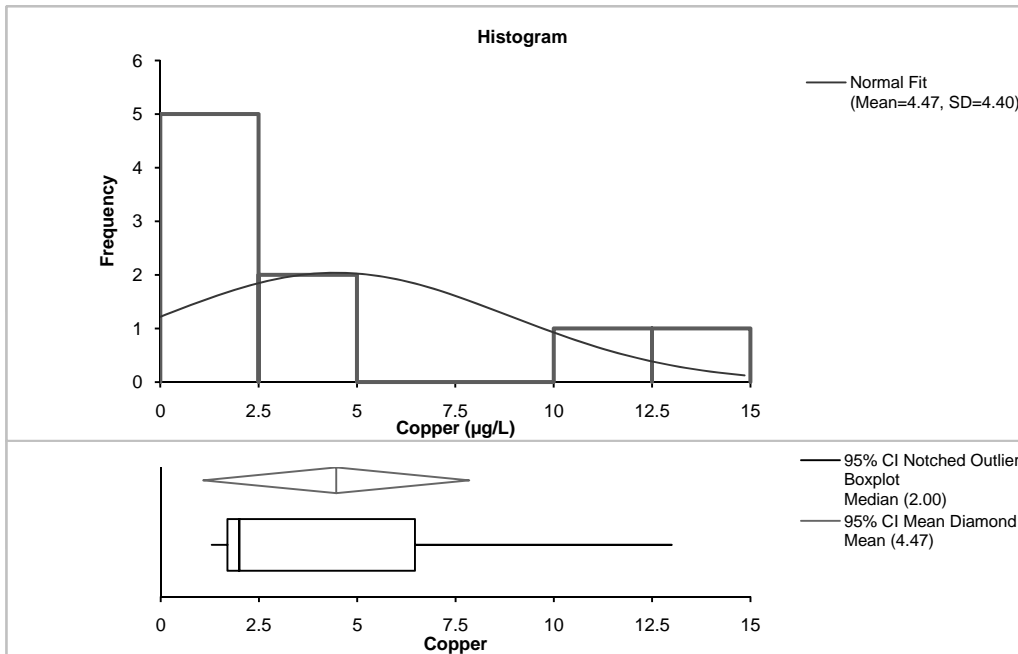 Histogram
6
5
4
3
2
1
0
Frequency
0 2.5 5 7.5 10 12.5 15
Copper (µg/L)
Normal Fit
(Mean=4.47, SD=4.40)
95% CI Notched Outlier
Boxplot
Median (2.00)
95% CI Mean Diamond
Mean (4.47)
0 2.5 5 7.5 10 12.5 15
Copper